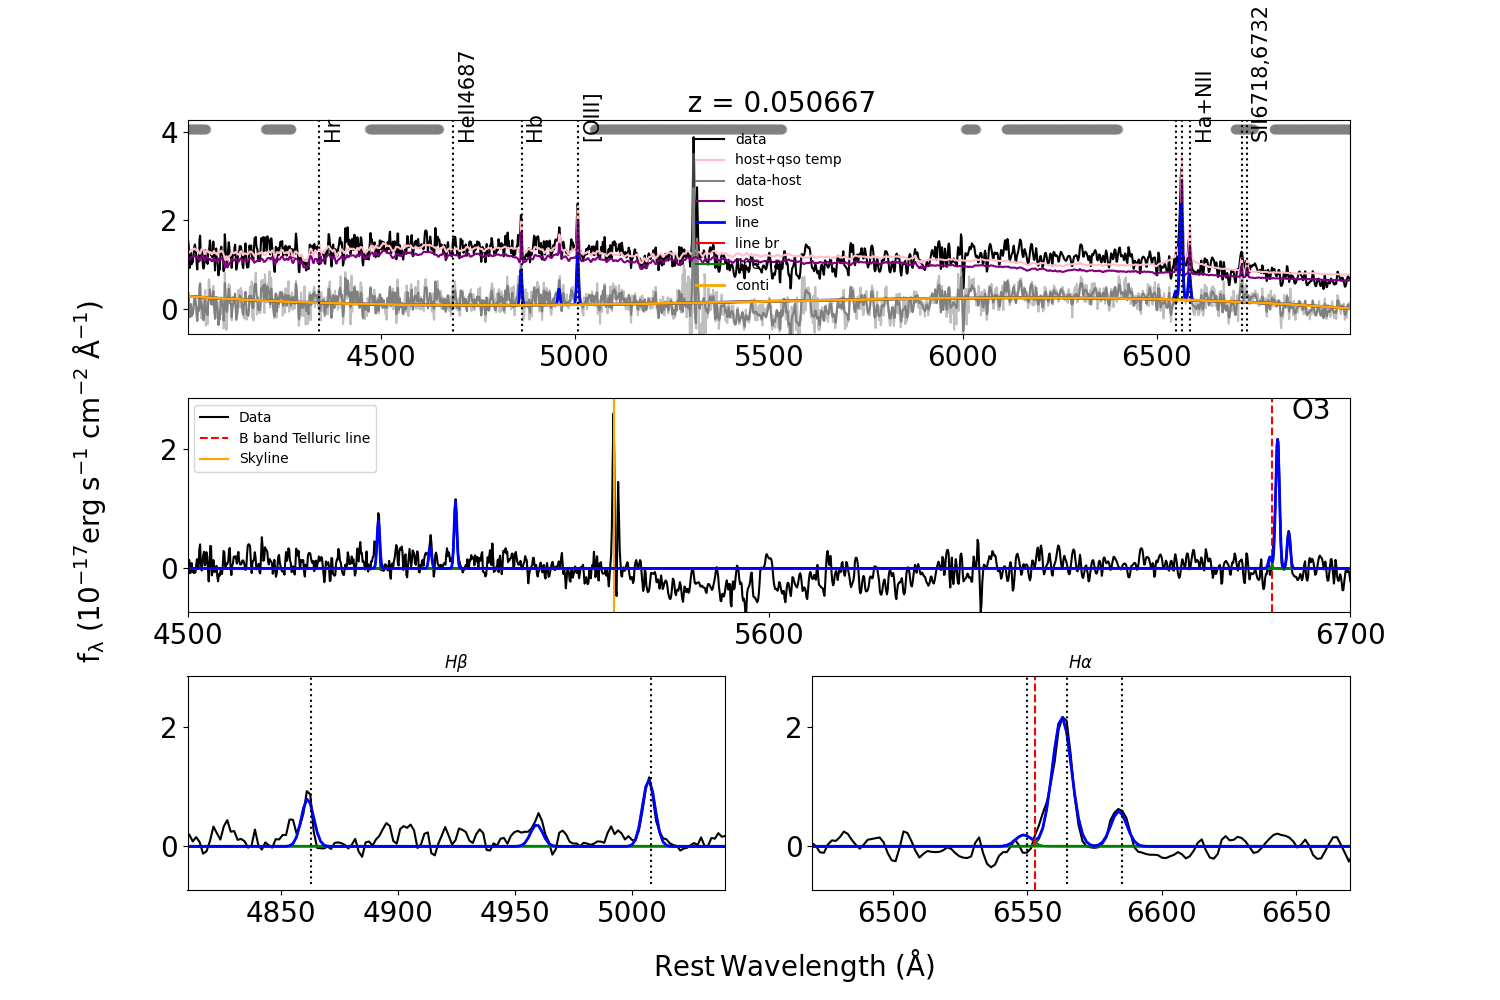 z = 0.050667
Hr
HeII4687
Hb
[OIII]
Ha+NII
SII6718,6732
data
host+qso temp
data-host
host
line
line br
conti
4
2
0
4500
5000
5500
6000
6500
Data
B band Telluric line
Skyline
O3
2
0
4500
5600
6700
fλ (10⁻¹⁷erg s⁻¹ cm⁻² Å⁻¹)
Hβ
2
0
4850
4900
4950
5000
Hα
2
0
6500
6550
6600
6650
Rest Wavelength (Å)